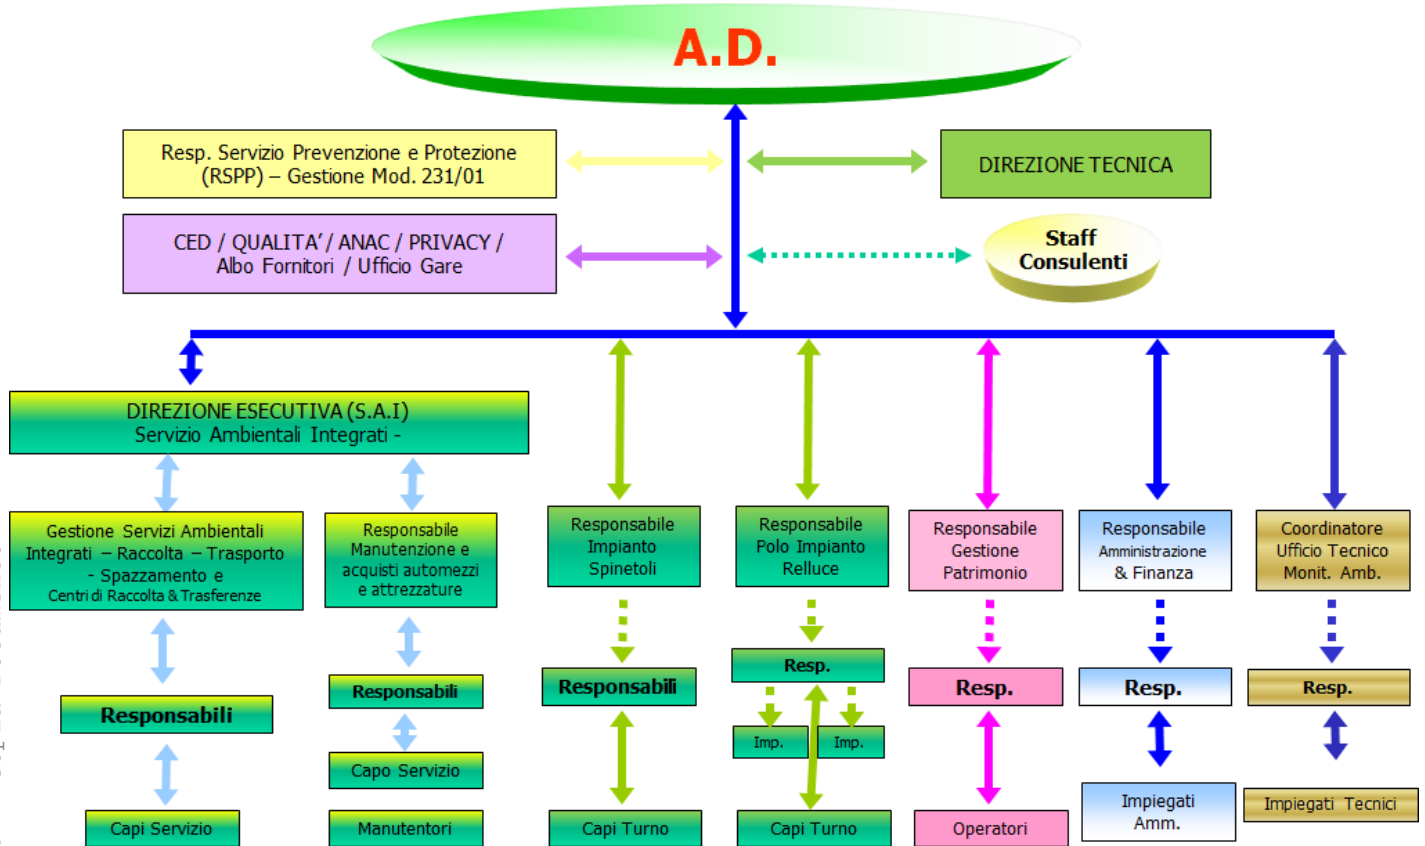 A.D.
Resp. Servizio Prevenzione e Protezione
(RSPP) – Gestione Mod. 231/01
DIREZIONE TECNICA
CED / QUALITA’ / ANAC / PRIVACY /
Albo Fornitori / Ufficio Gare
Staff
Consulenti
DIREZIONE ESECUTIVA (S.A.I)
Servizio Ambientali Integrati -
Gestione Servizi Ambientali
Integrati – Raccolta – Trasporto
- Spazzamento e
Centri di Raccolta & Trasferenze
Responsabile
Manutenzione e
acquisti automezzi
e attrezzature
Responsabile
Impianto
Spinetoli
Responsabile
Polo Impianto
Relluce
Responsabile
Gestione
Patrimonio
Responsabile
Amministrazione
& Finanza
Coordinatore
Ufficio Tecnico
Monit. Amb.
Responsabili
Responsabili
Responsabili
Resp.
Resp.
Resp.
Resp.
Imp.
Imp.
Capo Servizio
Capi Servizio
Manutentori
Capi Turno
Capi Turno
Operatori
Impiegati
Amm.
Impiegati Tecnici